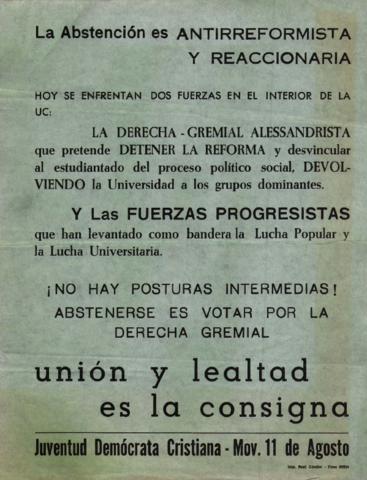 La Abstención es ANTIRREFORMISTA
Y REACCIONARIA
HOY SE ENFRENTAN DOS FUERZAS EN EL INTERIOR DE LA
UC:
LA DERECHA - GREMIAL ALESSANDRISTA
que pretende DETENER LA REFORMA y desvincular
al estudiantado del proceso político social, DEVOL-
VIENDO la Universidad a los grupos dominantes.
Y Las FUERZAS PROGRESISTAS
que han levantado como bandera la Lucha Popular y
la Lucha Universitaria.
¡NO HAY POSTURAS INTERMEDIAS!
ABSTENERSE ES VOTAR POR LA
DERECHA GREMIAL
unión y lealtad
es la consigna
Juventud Demócrata Cristiana - Mov. 11 de Agosto